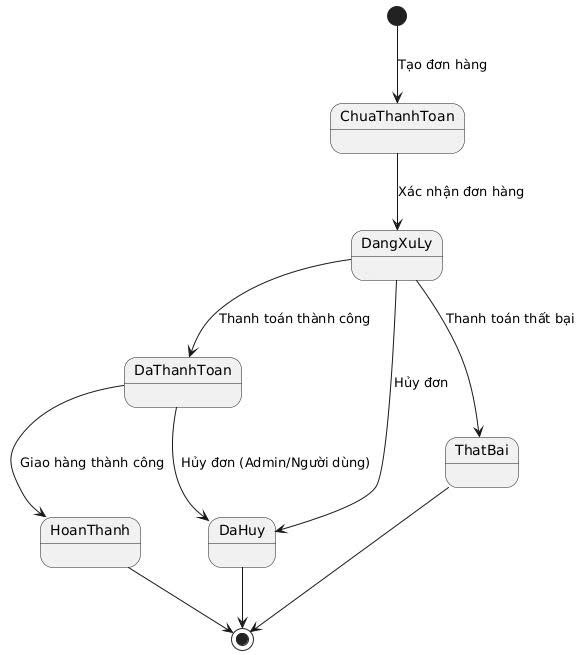 Tạo đơn hàng
ChuaThanhToan
Xác nhận đơn hàng
DangXuLy
Thanh toán thành công
Thanh toán thất bại
DaThanhToan
Hủy đơn
ThatBai
Giao hàng thành công
Hủy đơn (Admin/Người dùng)
HoanThanh
DaHuy